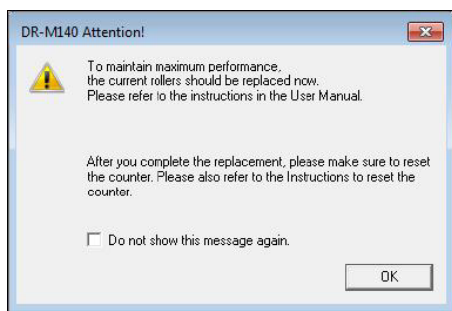 DR-M140 Attention!
To maintain maximum performance,
the current rollers should be replaced now.
Please refer to the instructions in the User Manual.
After you complete the replacement, please make sure to reset
the counter. Please also refer to the Instructions to reset the
counter.
Do not show this message again.
OK